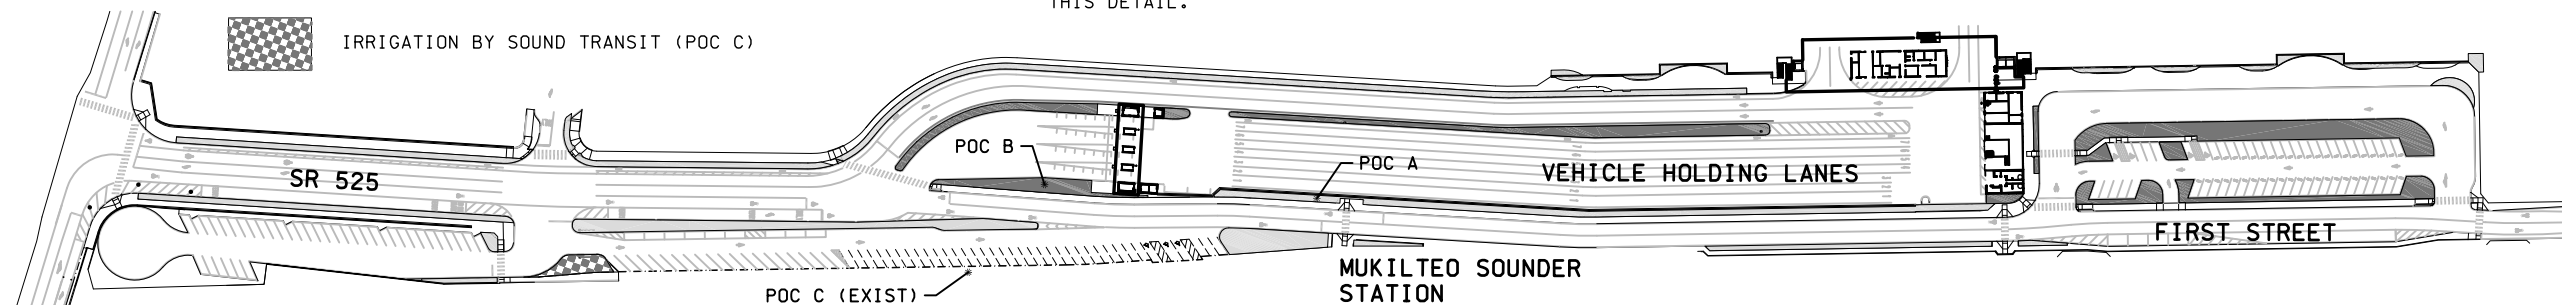 THIS DETAIL.
IRRIGATION BY SOUND TRANSIT (POC C)
POC B
POC A
VEHICLE HOLDING LANES
SR 525
FIRST STREET
MUKILTEO SOUNDER
STATION
POC C (EXIST)